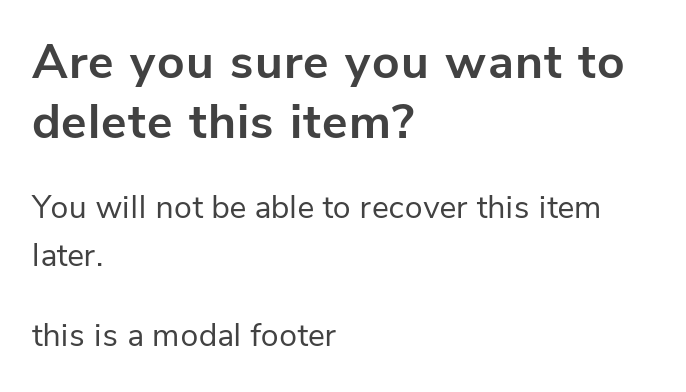 Are you sure you want to
delete this item?
You will not be able to recover this item
later.
this is a modal footer